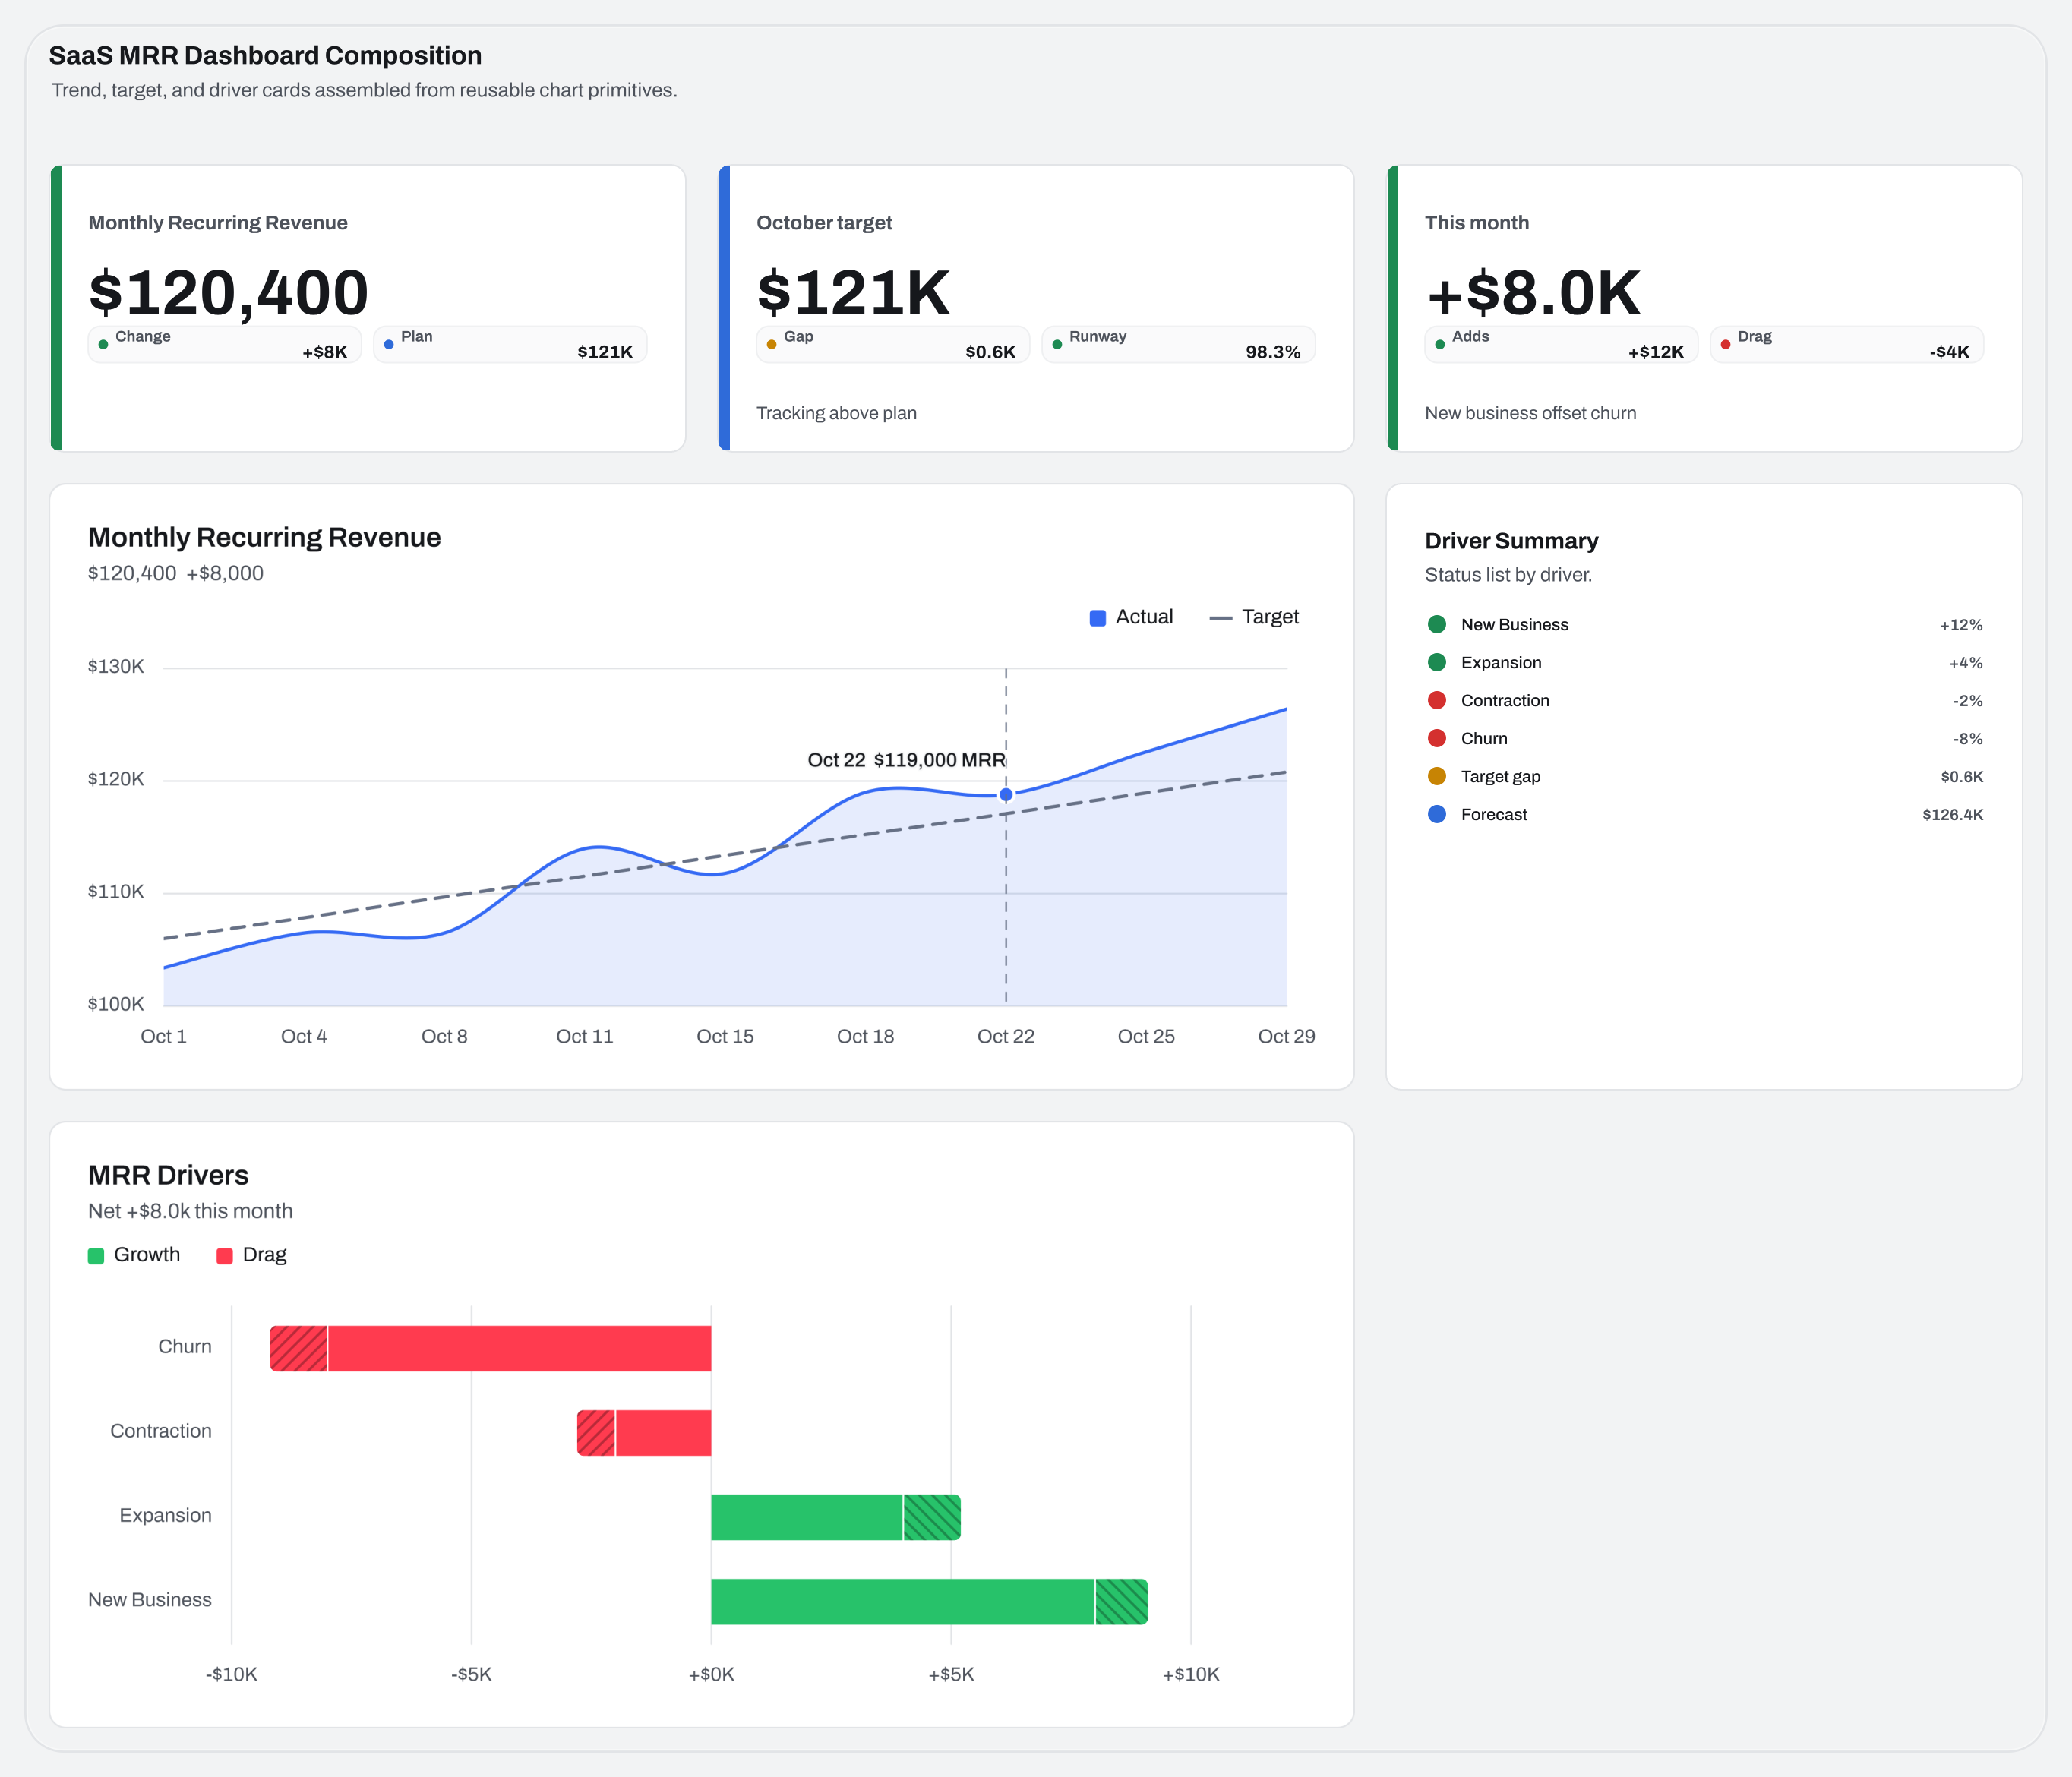 SaaS MRR Dashboard Composition
Trend, target, and driver cards assembled from reusable chart primitives.
Monthly Recurring Revenue
$120,400
Change
+$8K
Plan
$121K
October target
$121K
Gap
$0.6K
Runway
98.3%
Tracking above plan
This month
+$8.0K
Adds
+$12K
Drag
-$4K
New business offset churn
Monthly Recurring Revenue
$120,400 +$8,000
Actual
Target
$130K
$120K
$110K
$100K
Oct 22 $119,000 MRR
Oct 1
Oct 4
Oct 8
Oct 11
Oct 15
Oct 18
Oct 22
Oct 25
Oct 29
Driver Summary
Status list by driver.
New Business +12%
Expansion +4%
Contraction -2%
Churn -8%
Target gap $0.6K
Forecast $126.4K
MRR Drivers
Net +$8.0k this month
Growth
Drag
Churn
Contraction
Expansion
New Business
-$10K
-$5K
+$0K
+$5K
+$10K